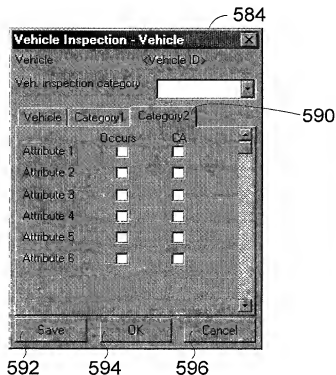 584
Vehicle Inspection - Vehicle
Vehicle <Vehicle ID>
Veh. inspection category
590
Vehicle Category1 Category2
Occurs CA
Attribute 1
Attribute 2
Attribute 3
Attribute 4
Attribute 5
Attribute 6
Save OK Cancel
592 594 596